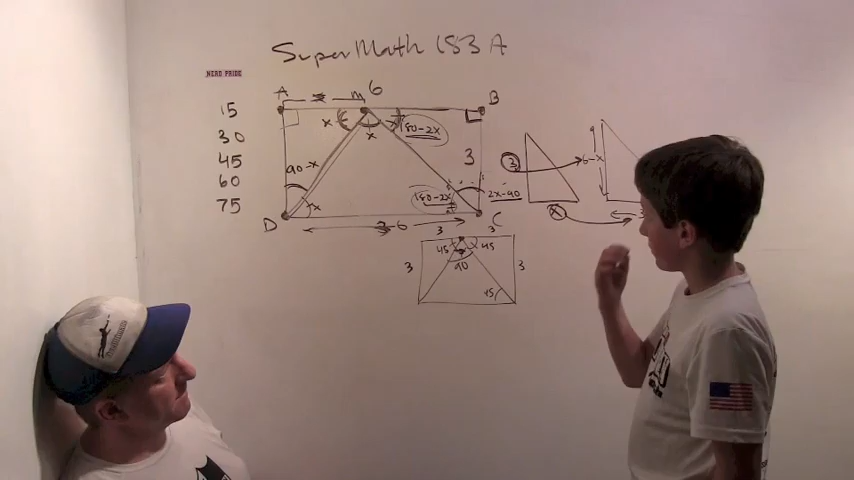 SuperMath 153 A
NERD PRIDE
15
30
45
60
75
A
M
6
B
x
x
180-2x
90-x
x
3
180-2x
2x-90
D
6
C
3
3
3
45
45
90
45
3
3
x
6-x